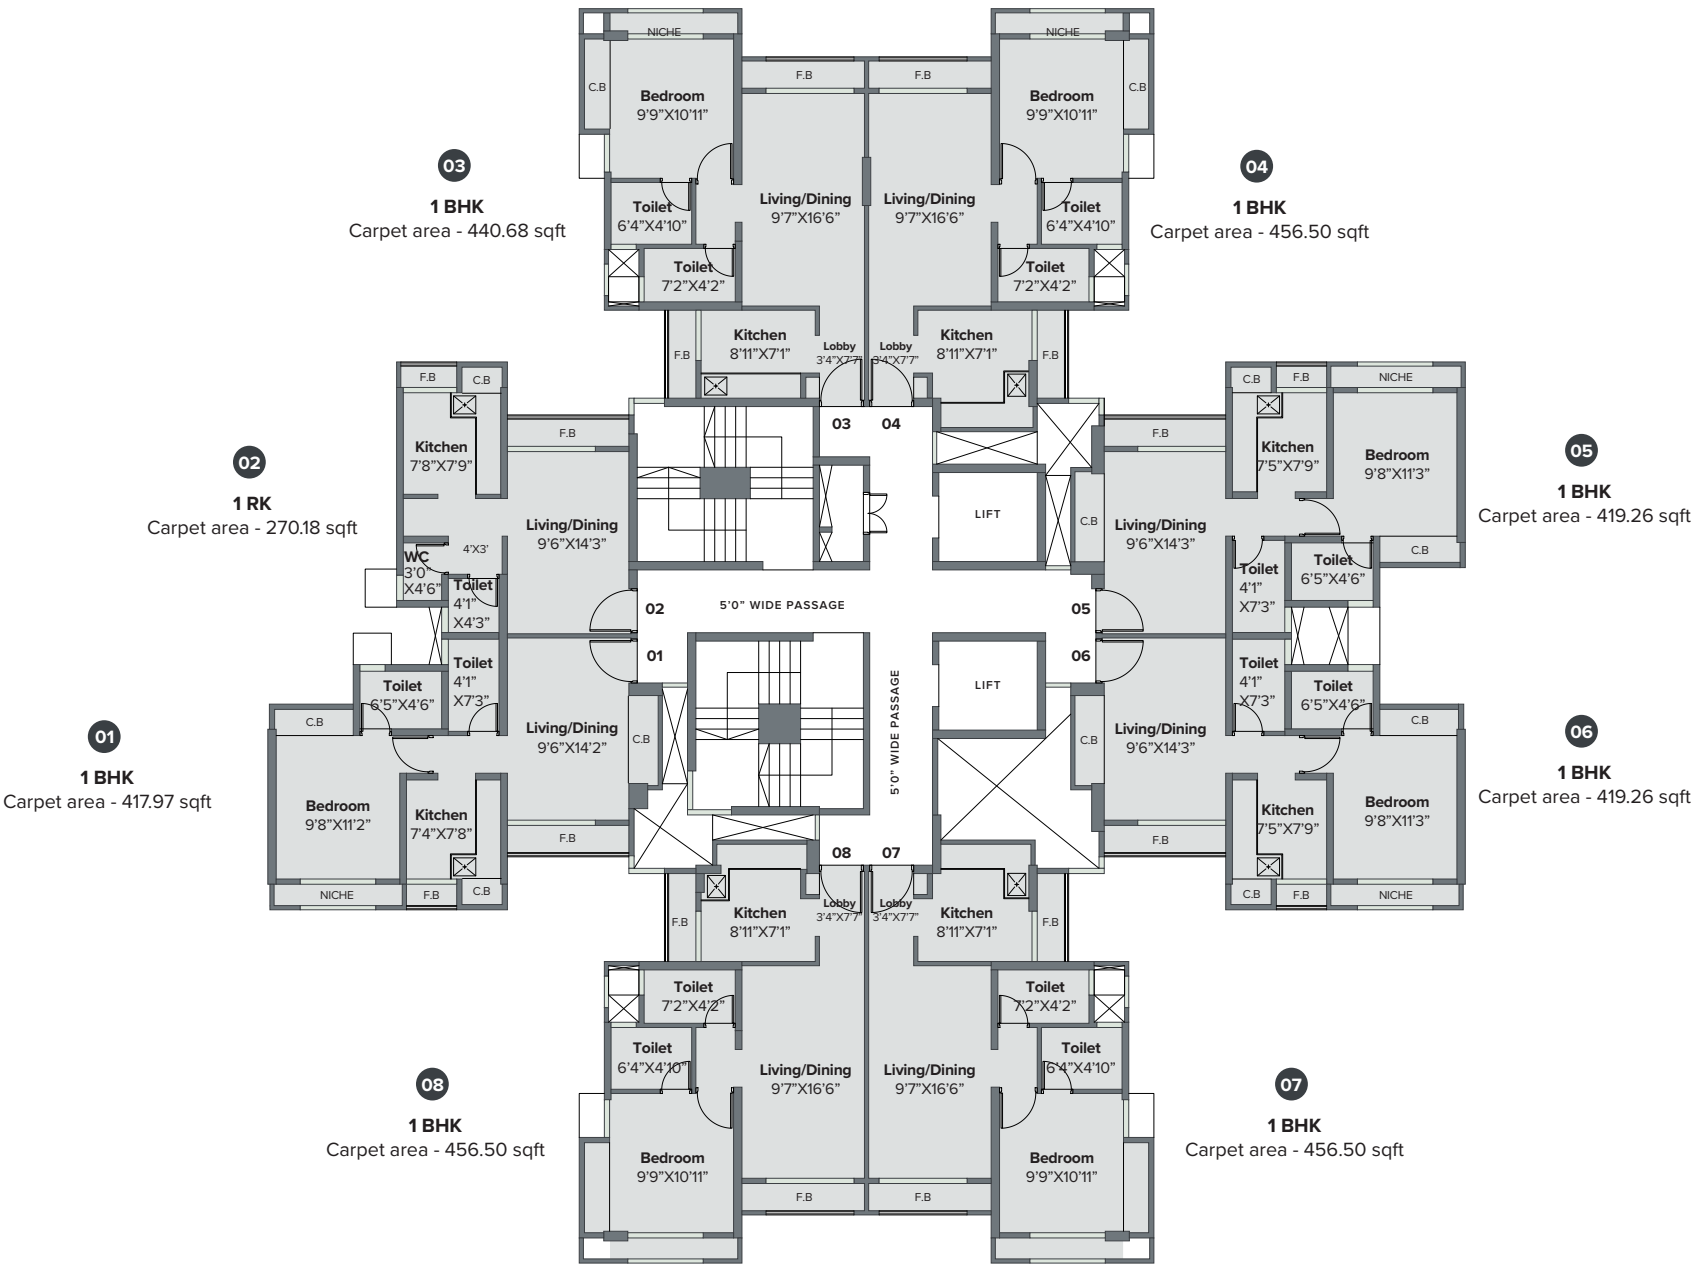 NICHE
C.B
Bedroom
9'9"X10'11"
F.B
Toilet
6'4"X4'10"
Toilet
7'2"X4'2"
Living/Dining
9'7"X16'6"
Kitchen
8'11"X7'1"
Lobby
3'4"X7'7"
F.B
03
1 BHK
Carpet area - 440.68 sqft
NICHE
C.B
Bedroom
9'9"X10'11"
F.B
Toilet
6'4"X4'10"
Toilet
7'2"X4'2"
Living/Dining
9'7"X16'6"
Kitchen
8'11"X7'1"
Lobby
3'4"X7'7"
F.B
04
1 BHK
Carpet area - 456.50 sqft
03 04
F.B
C.B
Kitchen
7'8"X7'9"
F.B
Living/Dining
9'6"X14'3"
4'X3'
WC
3'0"
X4'6"
Toilet
4'1"
X4'3"
02
1 RK
Carpet area - 270.18 sqft
02
5'0" WIDE PASSAGE
LIFT
C.B
F.B
NICHE
F.B
Kitchen
7'5"X7'9"
Bedroom
9'8"X11'3"
C.B
Living/Dining
9'6"X14'3"
C.B
Toilet
4'1"
X7'3"
Toilet
6'5"X4'6"
05
1 BHK
Carpet area - 419.26 sqft
05
01
Toilet
4'1"
X7'3"
Toilet
6'5"X4'6"
C.B
Living/Dining
9'6"X14'2"
C.B
Bedroom
9'8"X11'2"
Kitchen
7'4"X7'8"
F.B
NICHE
F.B
C.B
01
1 BHK
Carpet area - 417.97 sqft
LIFT
5'0" WIDE PASSAGE
06
Toilet
4'1"
X7'3"
Toilet
6'5"X4'6"
C.B
Living/Dining
9'6"X14'3"
C.B
Kitchen
7'5"X7'9"
Bedroom
9'8"X11'3"
F.B
C.B
F.B
NICHE
06
1 BHK
Carpet area - 419.26 sqft
08 07
F.B
Kitchen
8'11"X7'1"
Lobby
3'4"X7'7"
Toilet
7'2"X4'2"
Toilet
6'4"X4'10"
Living/Dining
9'7"X16'6"
Bedroom
9'9"X10'11"
F.B
08
1 BHK
Carpet area - 456.50 sqft
Lobby
3'4"X7'7"
Kitchen
8'11"X7'1"
F.B
Toilet
7'2"X4'2"
Toilet
6'4"X4'10"
Living/Dining
9'7"X16'6"
Bedroom
9'9"X10'11"
F.B
07
1 BHK
Carpet area - 456.50 sqft